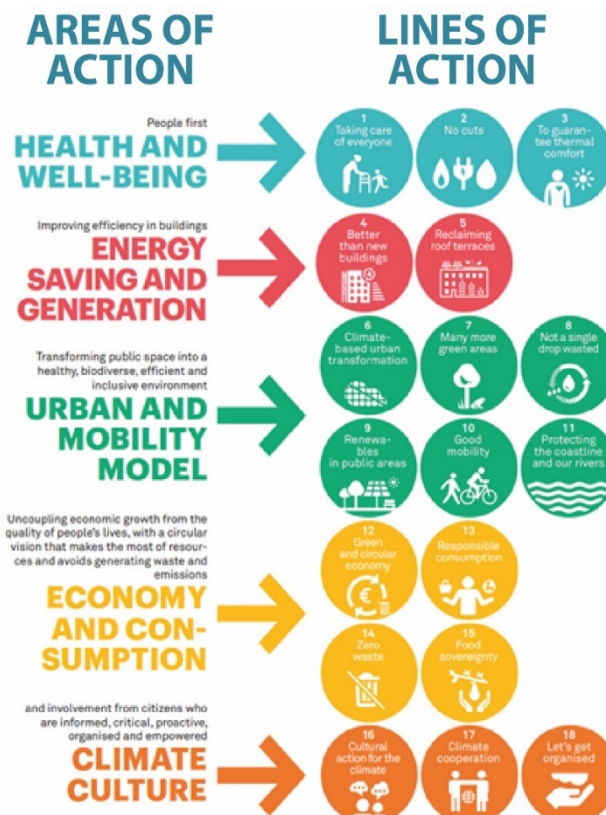 AREAS OF
ACTION
LINES OF
ACTION
People first
HEALTH AND
WELL-BEING
1
Taking care
of everyone
2
No cuts
3
To guaran-
tee thermal
comfort
Improving efficiency in buildings
ENERGY
SAVING AND
GENERATION
4
Better
than new
buildings
5
Reclaiming
roof terraces
Transforming public space into a
healthy, biodiverse, efficient and
inclusive environment
URBAN AND
MOBILITY
MODEL
6
Climate-
based urban
transformation
7
Many more
green areas
8
Not a single
drop wasted
9
Renewa-
bles
in public areas
10
Good
mobility
11
Protecting
the coastline
and our rivers
Uncoupling economic growth from the
quality of people's lives, with a circular
vision that makes the most of resour-
ces and avoids generating waste and
emissions
ECONOMY
AND CON-
SUMPTION
12
Green
and circular
economy
€
13
Responsible
consumption
14
Zero
waste
15
Food
sovereignty
and involvement from citizens who
are informed, critical, proactive,
organised and empowered
CLIMATE
CULTURE
16
Cultural
action for the
climate
17
Climate
cooperation
18
Let's get
organised